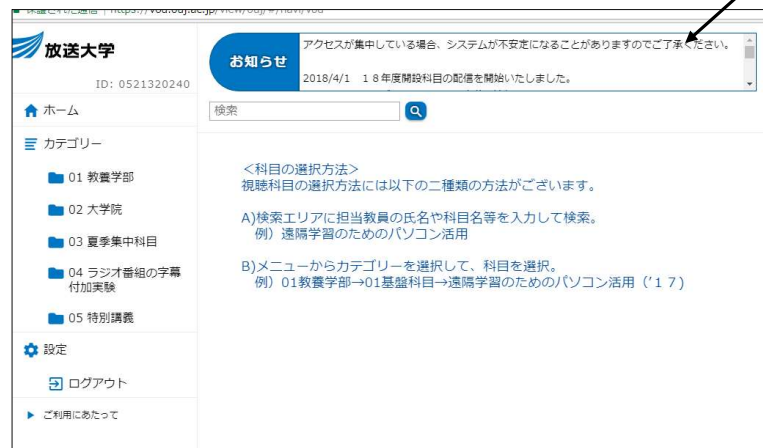 放送大学
ID: 0521320240
ホーム
カテゴリー
01 教養学部
02 大学院
03 夏季集中科目
04 ラジオ番組の字幕
付加実験
05 特別講義
設定
ログアウト
ご利用にあたって
お知らせ
アクセスが集中している場合、システムが不安定になることがありますのでご了承ください。
2018/4/1 １８年度開設科目の配信を開始いたしました。
検索
＜科目の選択方法＞
視聴科目の選択方法には以下の二種類の方法がございます。
A)検索エリアに担当教員の氏名や科目名等を入力して検索。
例）遠隔学習のためのパソコン活用
B)メニューからカテゴリーを選択して、科目を選択。
例）01教養学部→01基盤科目→遠隔学習のためのパソコン活用（’１７）